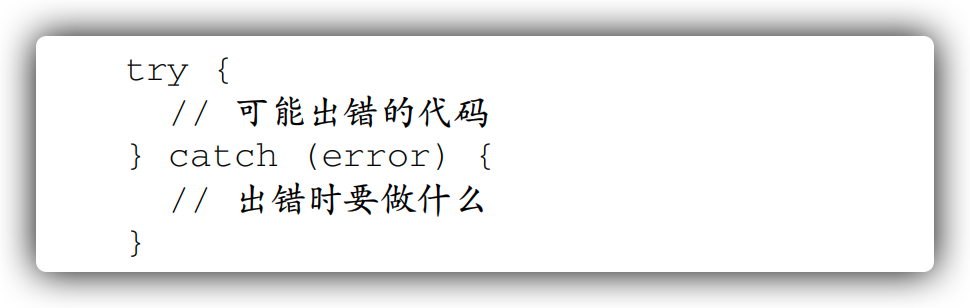 try {
  // 可能出错的代码
} catch (error) {
  // 出错时要做什么
}